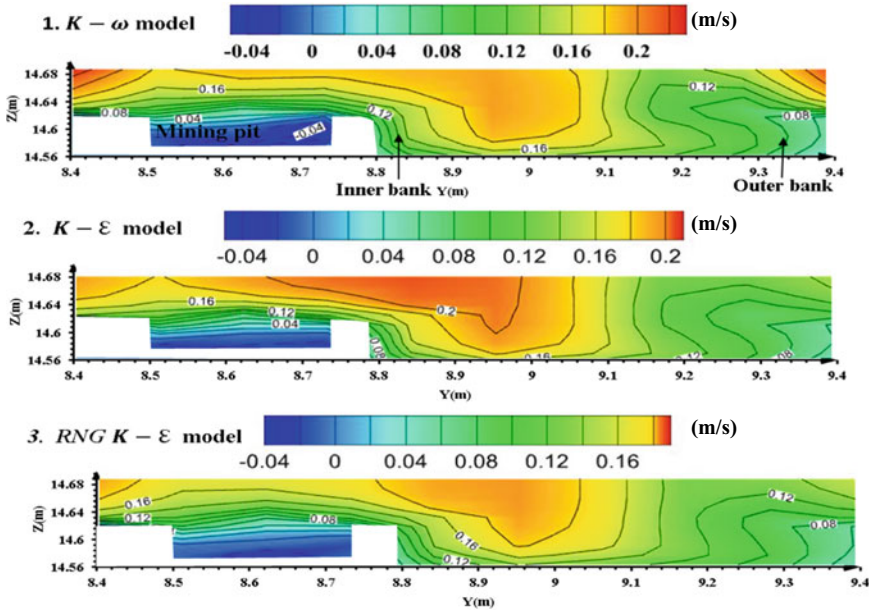 1. K – ω model
(m/s)
-0.04 0 0.04 0.08 0.12 0.16 0.2
Z(m)
14.68
14.64
14.6
14.56
0.08
0.16
0.04
-0.04
0.12
0.16
0.12
0.08
Mining pit
8.4 8.5 8.6 8.7 8.8 8.9 9 9.1 9.2 9.3 9.4
Inner bank
Y(m)
Outer bank
2. K – Ɛ model
(m/s)
-0.04 0 0.04 0.08 0.12 0.16 0.2
Z(m)
14.68
14.64
14.6
14.56
0.16
0.12
0.04
0.2
0.08
0.16
0.12
0.08
8.4 8.5 8.6 8.7 8.8 8.9 9 9.1 9.2 9.3 9.4
Y(m)
3. RNG K – Ɛ model
(m/s)
-0.04 0 0.04 0.08 0.12 0.16
Z(m)
14.68
14.64
14.6
14.56
0.16
0.12
0.08
0.16
0.12
0.12
0.08
8.4 8.5 8.6 8.7 8.8 8.9 9 9.1 9.2 9.3 9.4
Y(m)